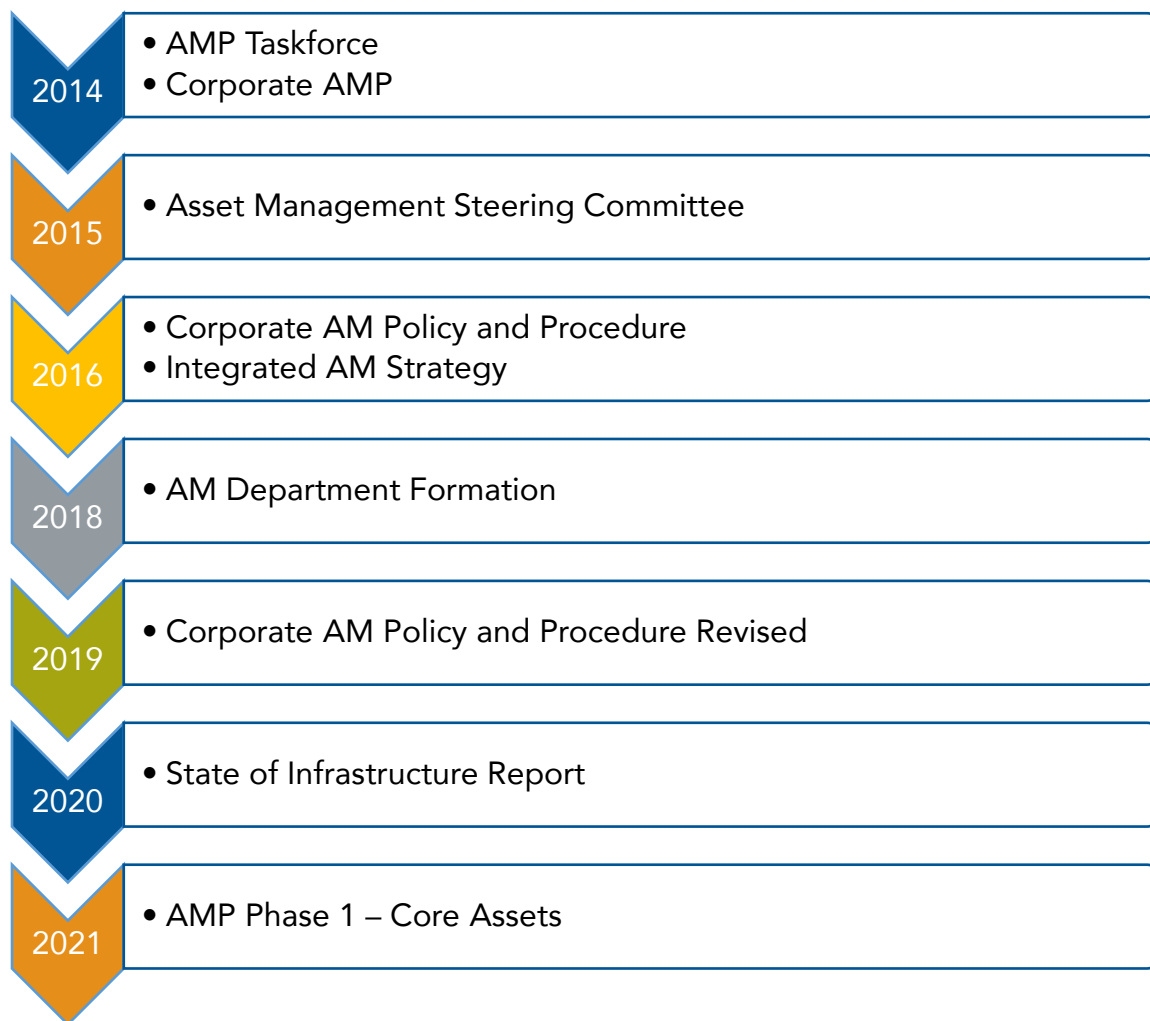 2014
• AMP Taskforce
• Corporate AMP
2015
• Asset Management Steering Committee
2016
• Corporate AM Policy and Procedure
• Integrated AM Strategy
2018
• AM Department Formation
2019
• Corporate AM Policy and Procedure Revised
2020
• State of Infrastructure Report
2021
• AMP Phase 1 – Core Assets